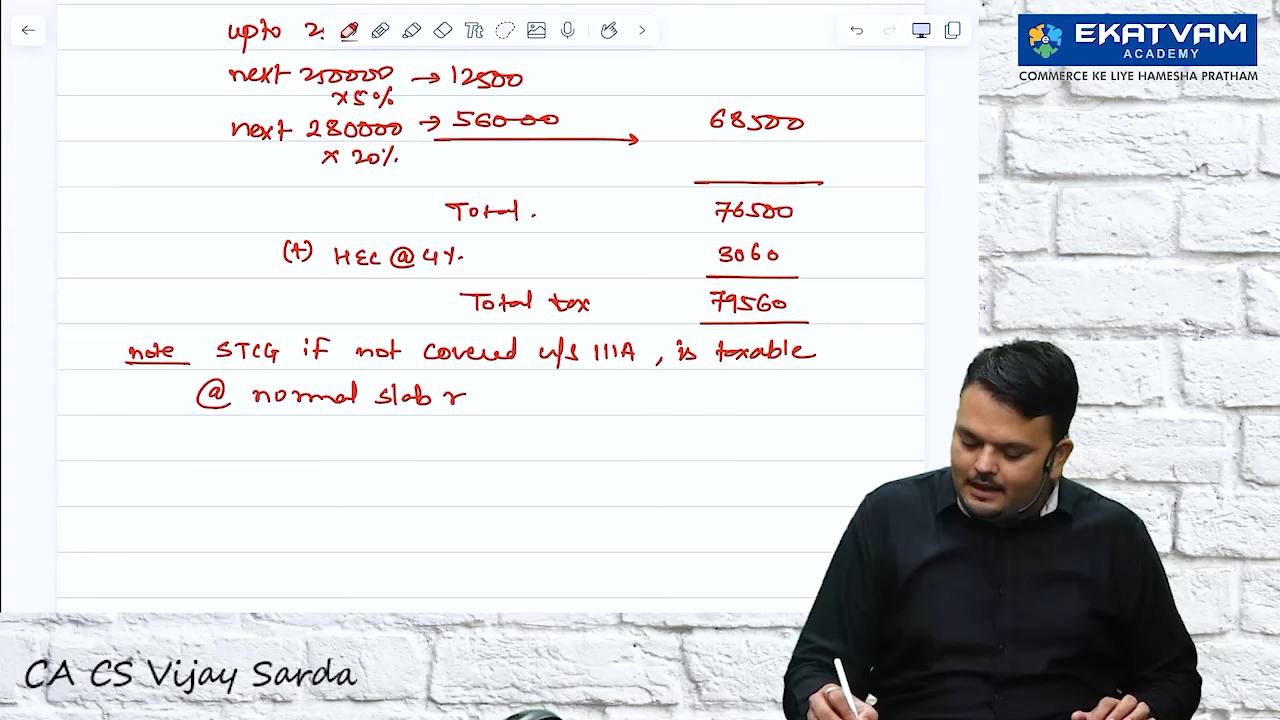 upto 2
EKATVAM
ACADEMY
COMMERCE KE LIYE HAMESHA PRATHAM
next 250000 → 12500
x 5%
next 280000 → 56000 68500
x 20%
Total. 76500
(+) HEC @ 4%. 3060
Total tax 79560
note STCG if not covered u/s 111A, is taxable
@ normal slab r
CA CS Vijay Sarda